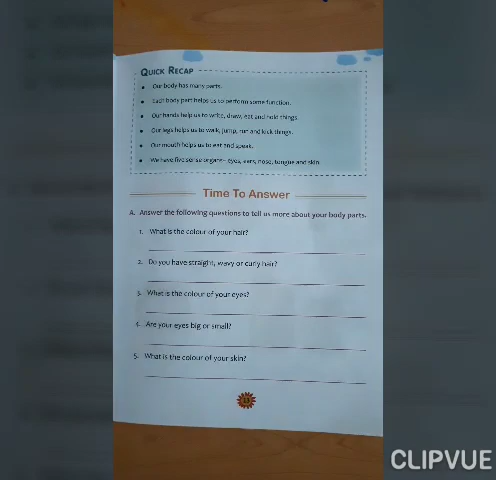 QUICK RECAP
• Our body has many parts.
• Each body part helps us to perform some function.
• Our hands help us to write, draw, eat and hold things.
• Our legs helps us to walk, jump, run and kick things.
• Our mouth helps us to eat and speak.
• We have five sense organs– eyes, ears, nose, tongue and skin.
Time To Answer
A. Answer the following questions to tell us more about your body parts.
1. What is the colour of your hair?
2. Do you have straight, wavy or curly hair?
3. What is the colour of your eyes?
4. Are your eyes big or small?
5. What is the colour of your skin?
CLIPVUE